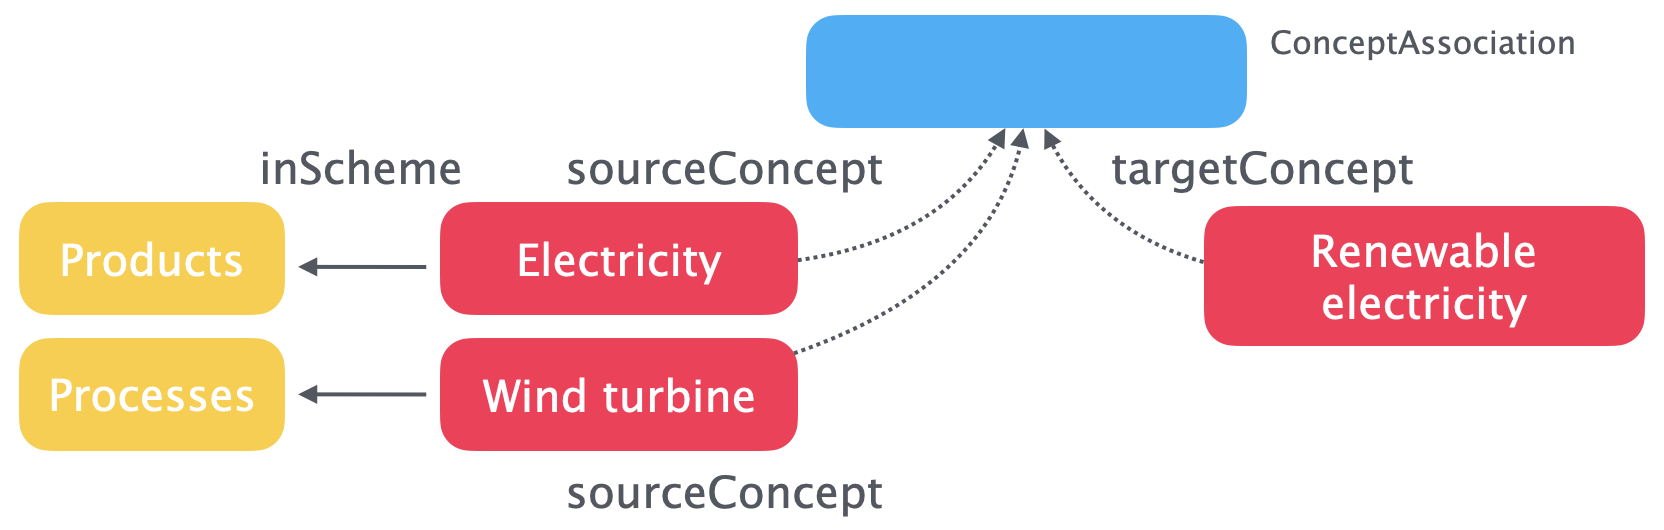 ConceptAssociation
inScheme
sourceConcept
targetConcept
Products
Electricity
Renewable
electricity
Processes
Wind turbine
sourceConcept